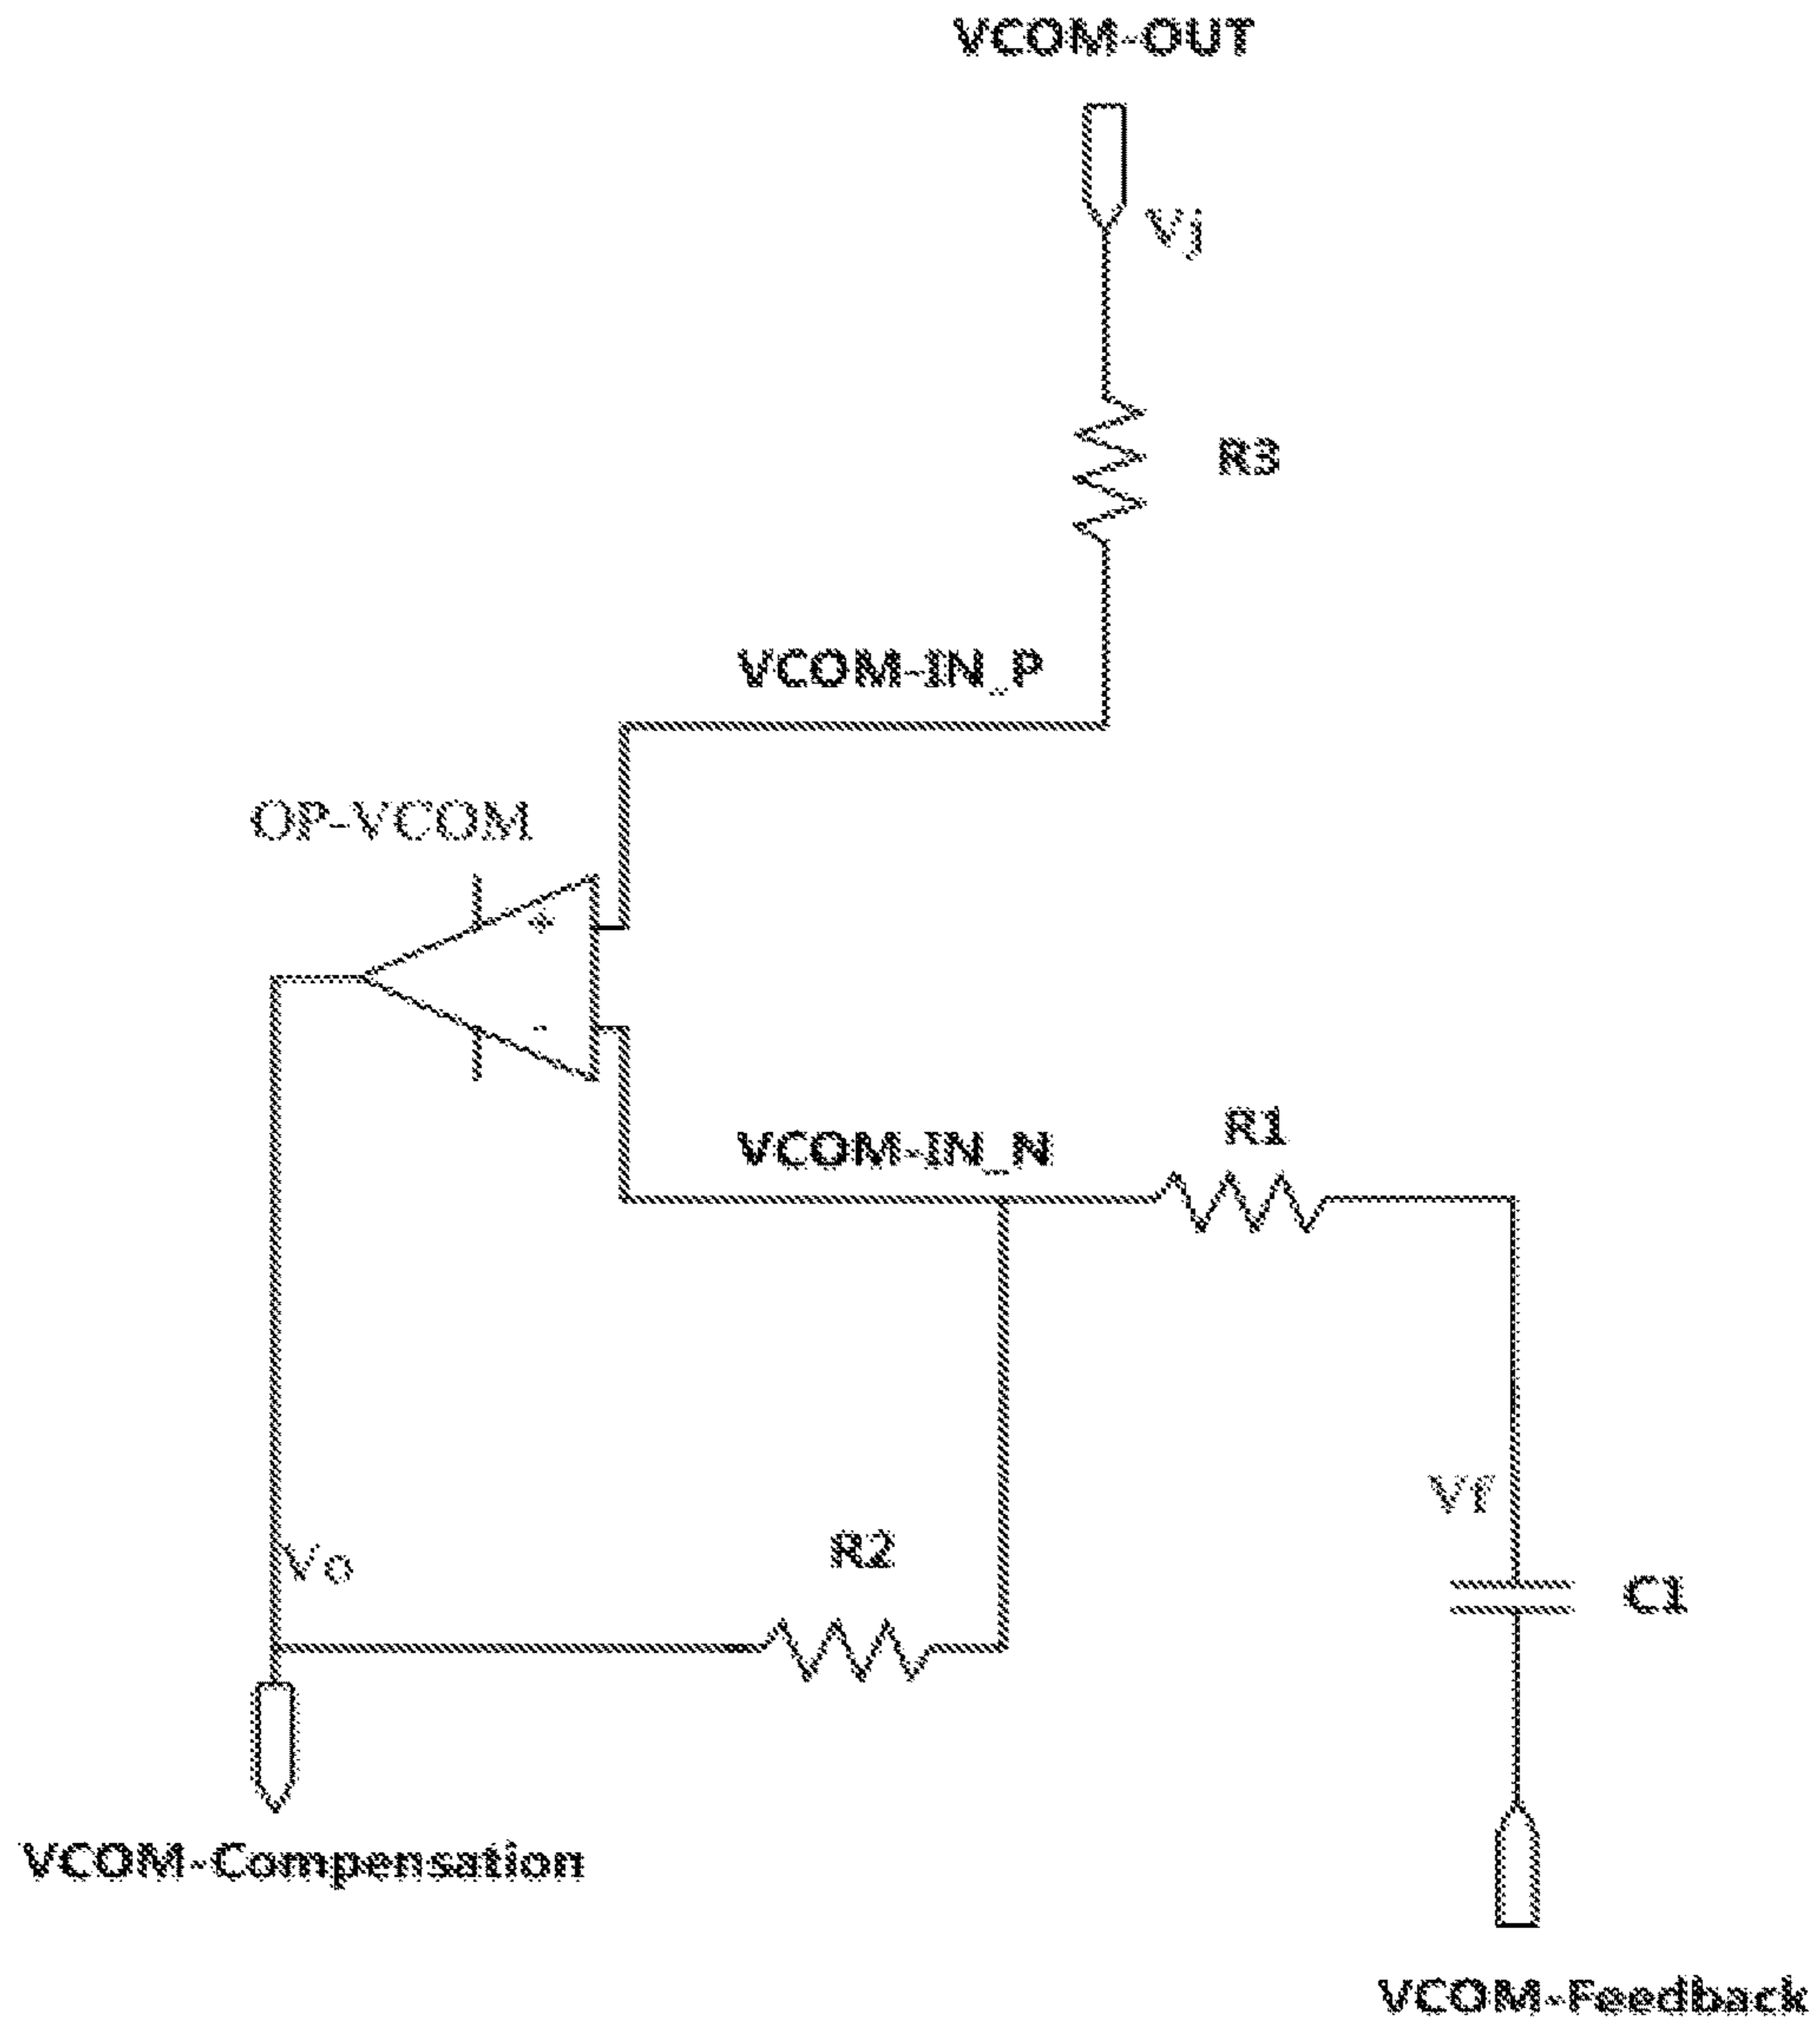 VCOM-OUT
Vj
R3
VCOM-IN_P
OP-VCOM
+
-
R1
VCOM-IN_N
Vf
R2
Vo
C1
VCOM-Compensation
VCOM-Feedback